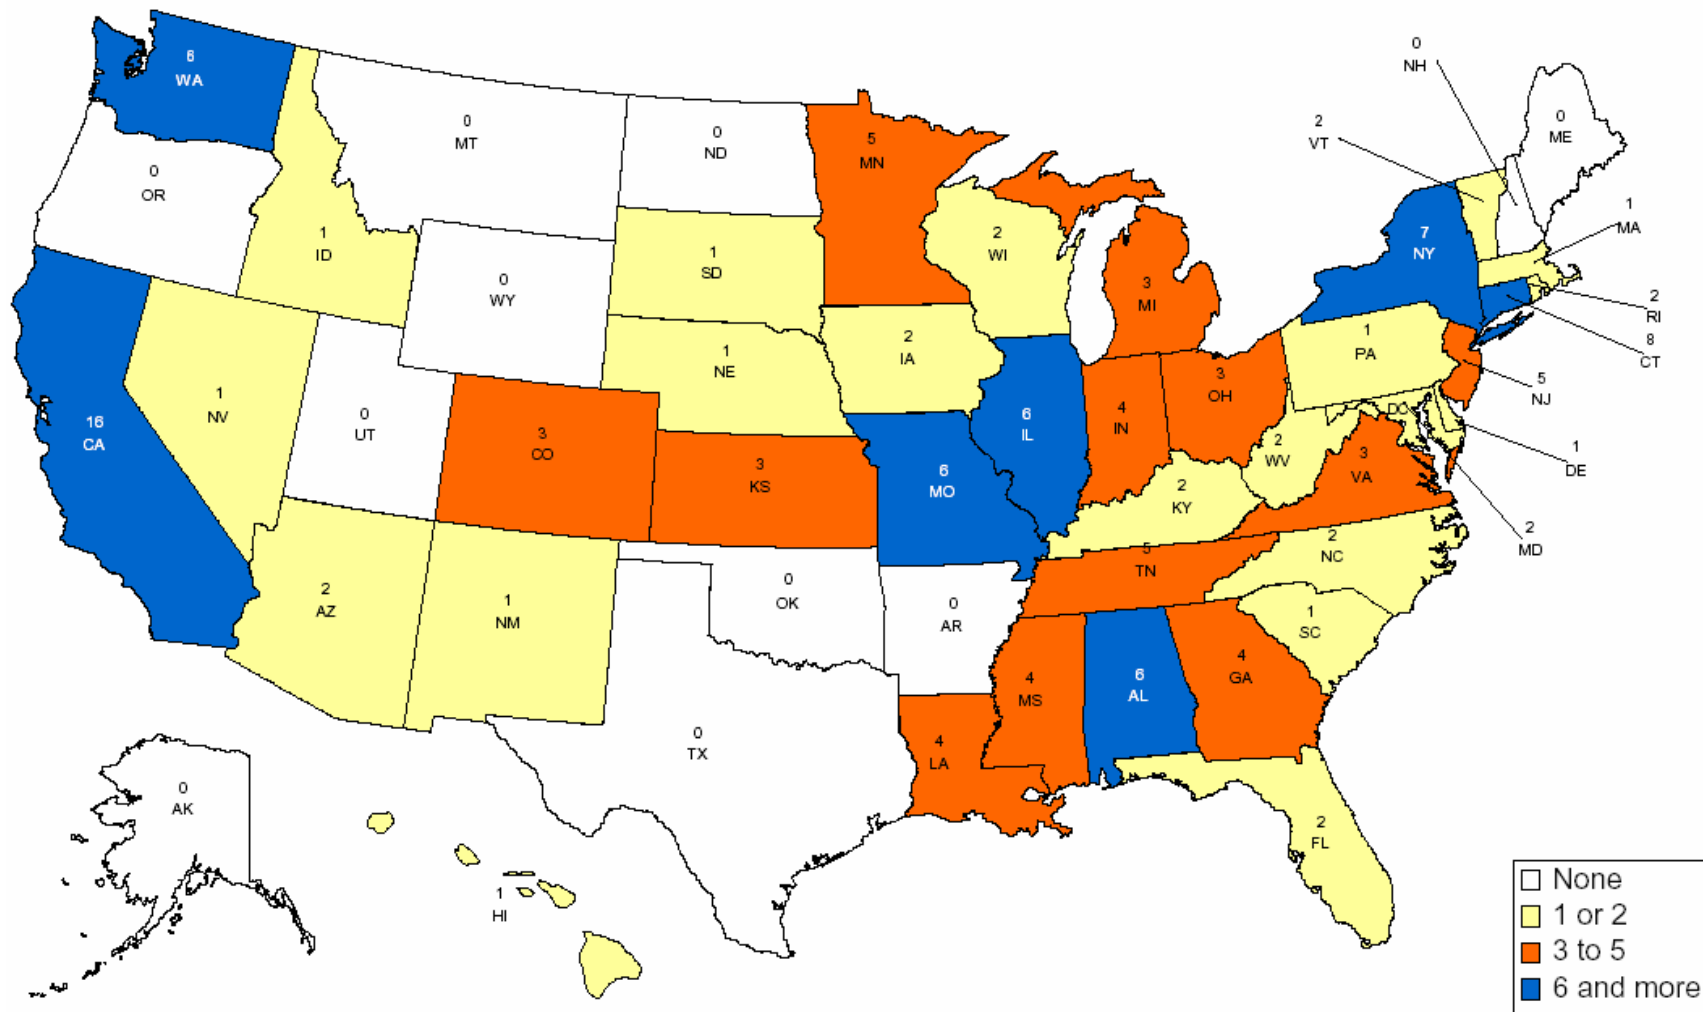 6
WA
0
OR
16
CA
1
NV
1
ID
0
MT
0
WY
0
UT
2
AZ
3
CO
1
NM
0
ND
1
SD
1
NE
3
KS
0
OK
0
TX
5
MN
2
IA
6
MO
0
AR
4
LA
2
WI
6
IL
3
MI
4
IN
3
OH
2
KY
5
TN
4
MS
6
AL
4
GA
2
FL
1
SC
2
NC
3
VA
2
WV
1
PA
7
NY
DC
2
VT
0
NH
0
ME
1
MA
2
RI
8
CT
5
NJ
1
DE
2
MD
0
AK
1
HI
None
1 or 2
3 to 5
6 and more